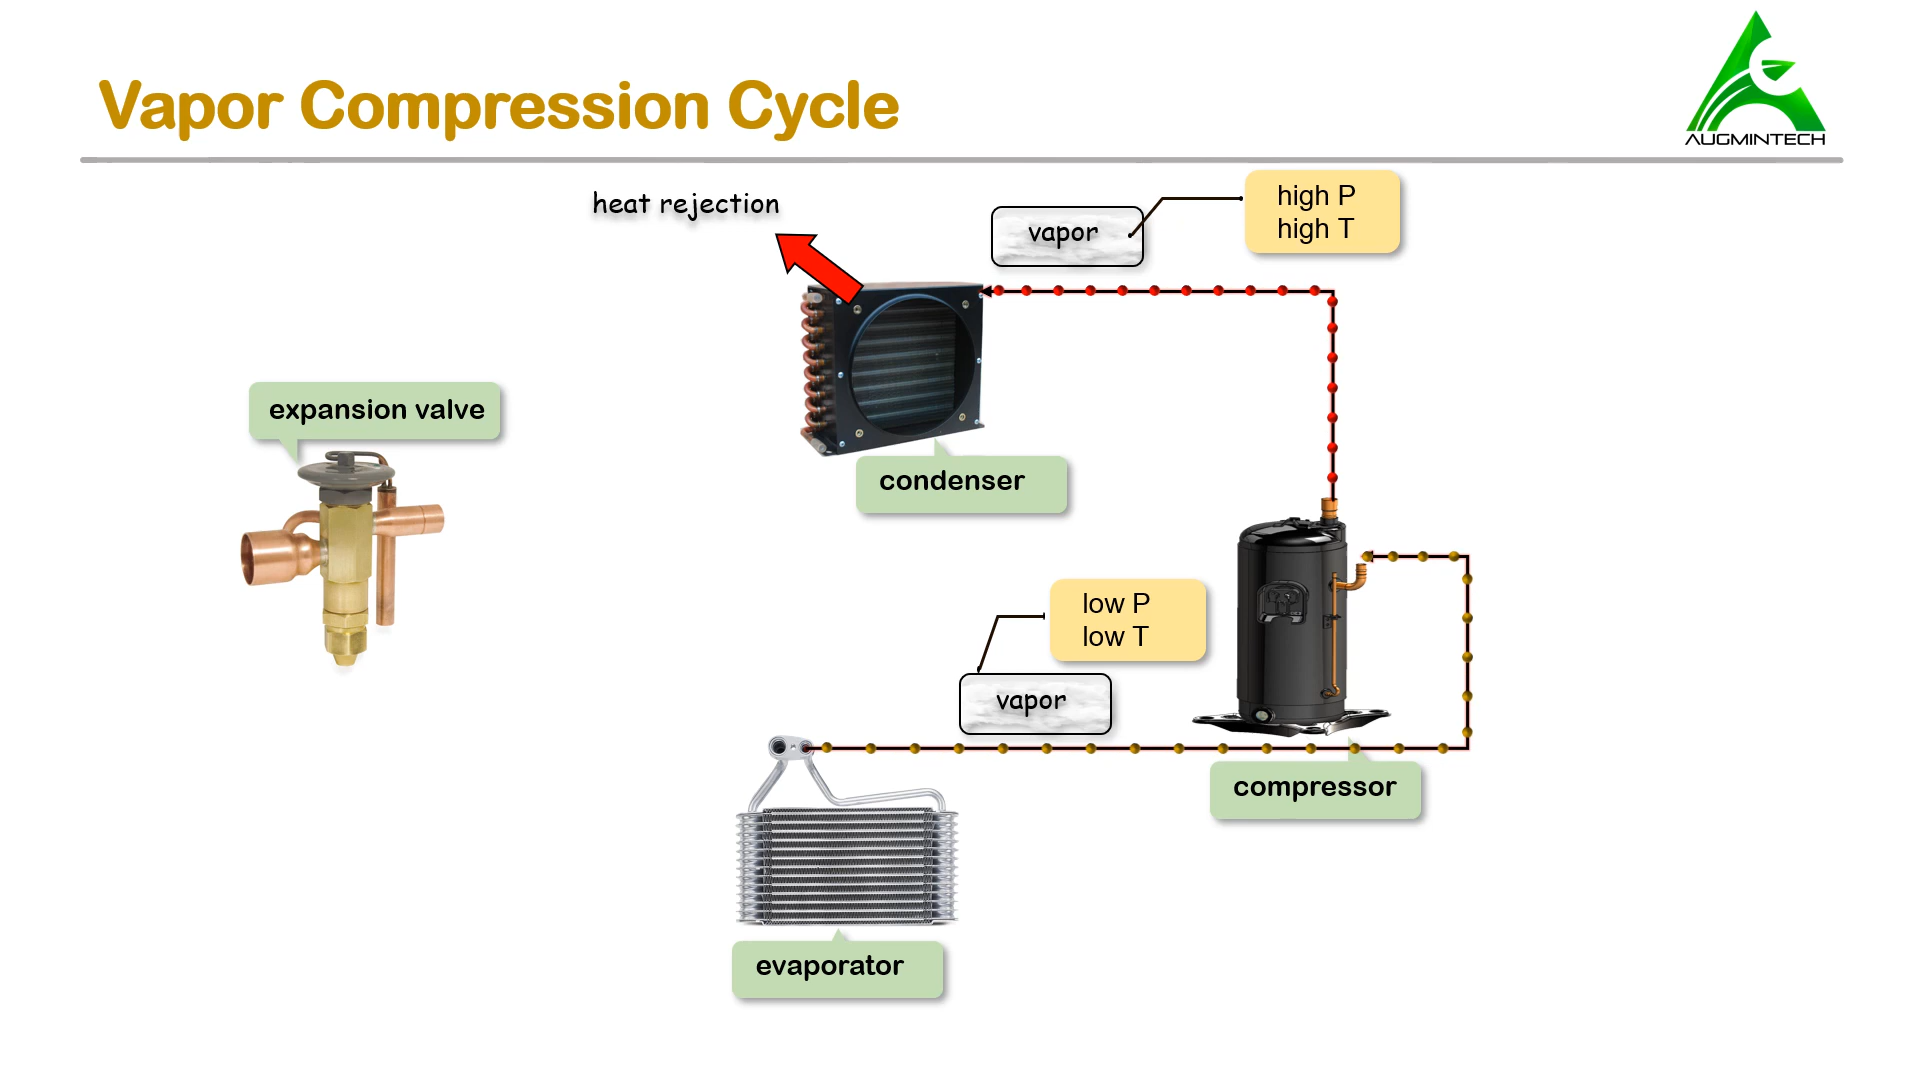 Vapor Compression Cycle
AUGMINTECH
heat rejection
vapor
high P
high T
expansion valve
condenser
low P
low T
vapor
compressor
evaporator